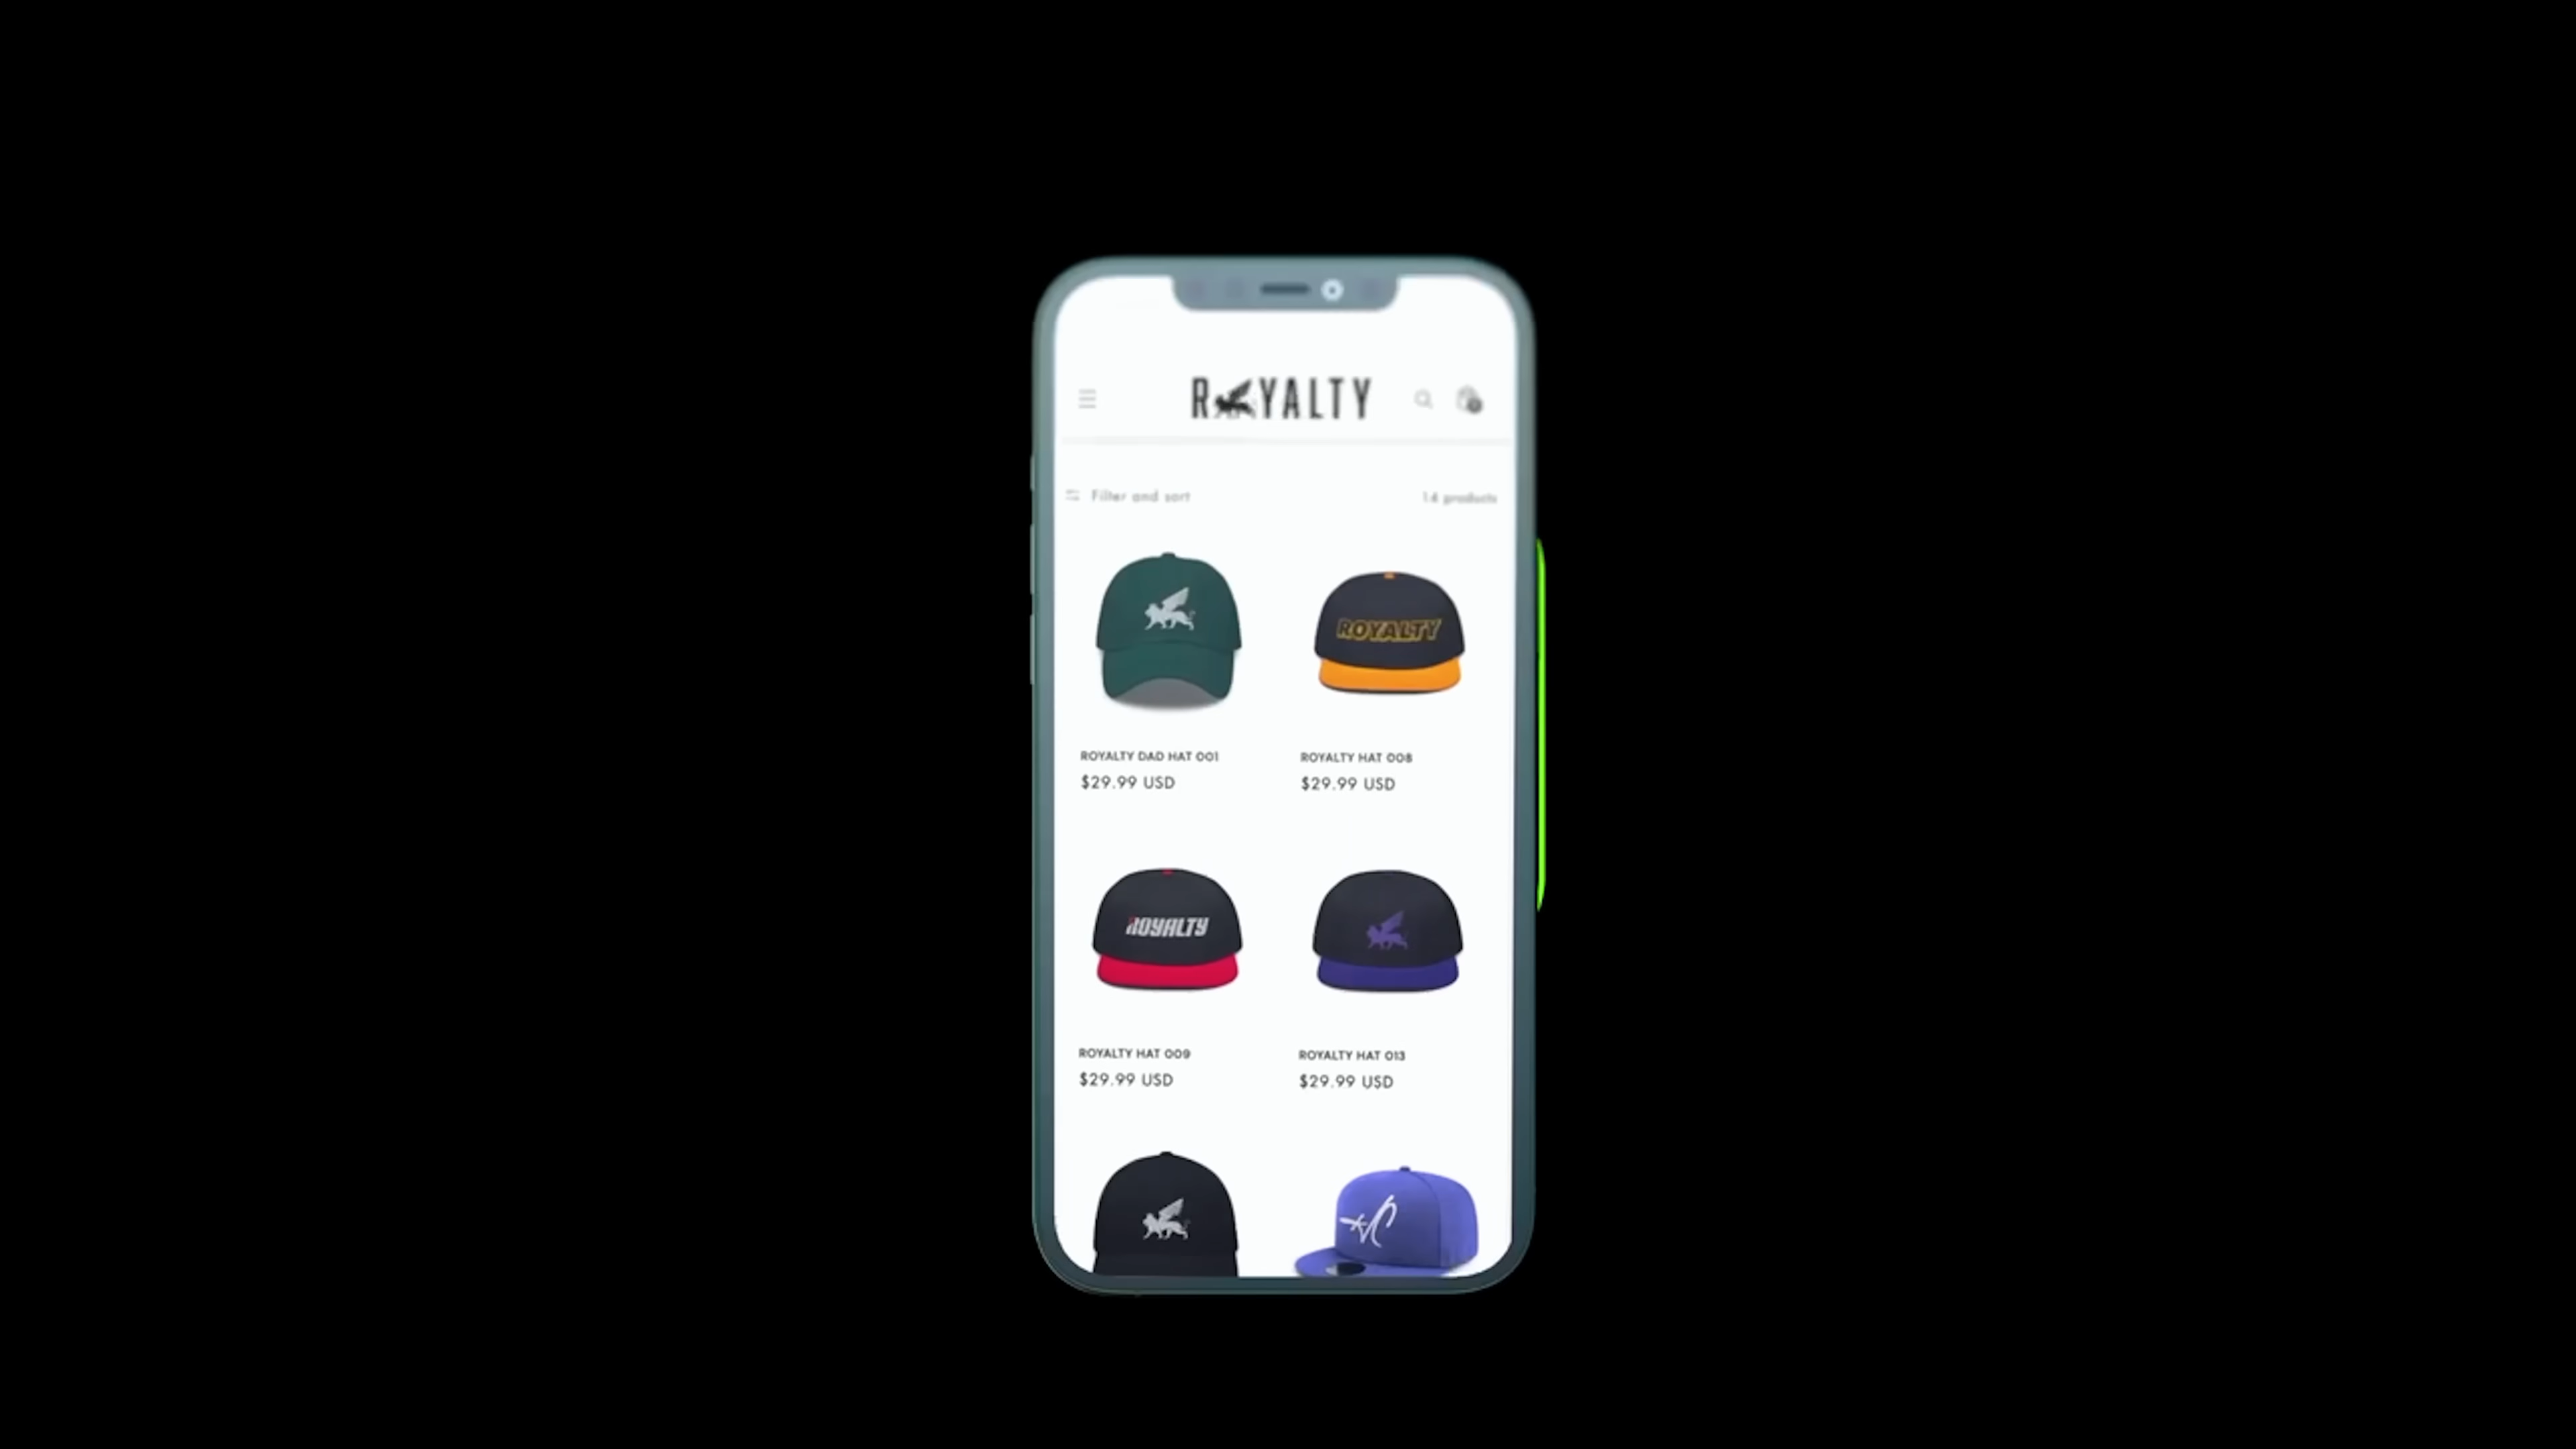 ROYALTY
Filter and sort
14 products
ROYALTY
ROYALTY DAD HAT 001
ROYALTY HAT 008
$29.99 USD
$29.99 USD
ROYALTY
ROYALTY HAT 009
ROYALTY HAT 013
$29.99 USD
$29.99 USD